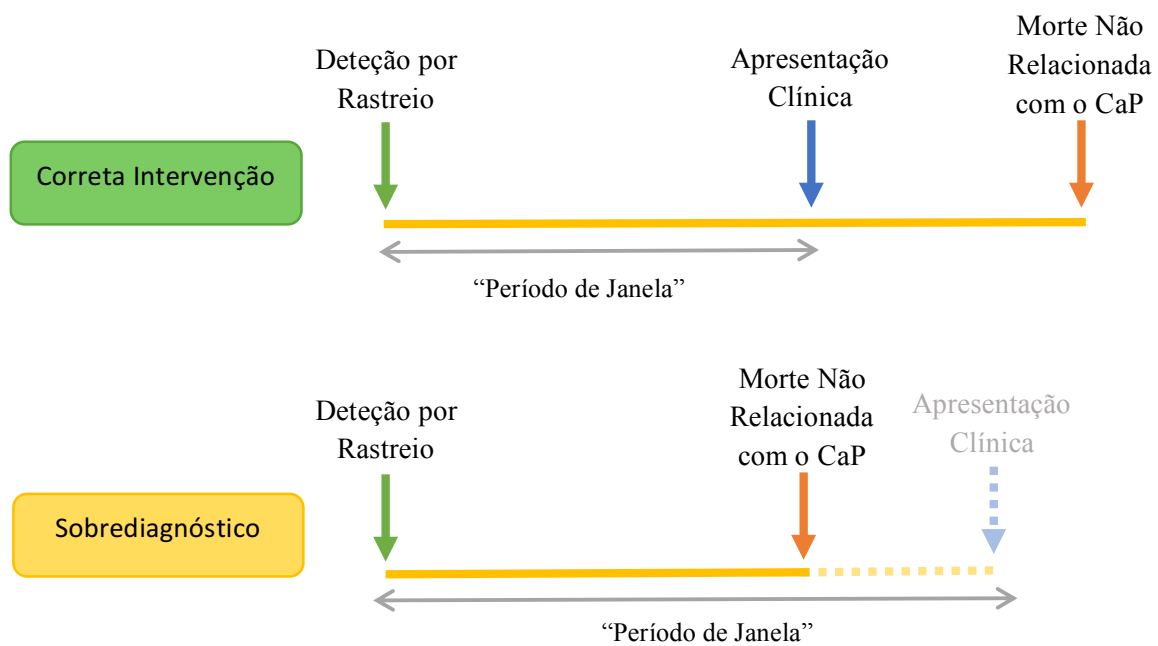 Deteção por
Rastreio
Apresentação
Clínica
Morte Não
Relacionada
com o CaP
Correta Intervenção
“Período de Janela”
Deteção por
Rastreio
Morte Não
Relacionada
com o CaP
Apresentação
Clínica
Sobrediagnóstico
“Período de Janela”